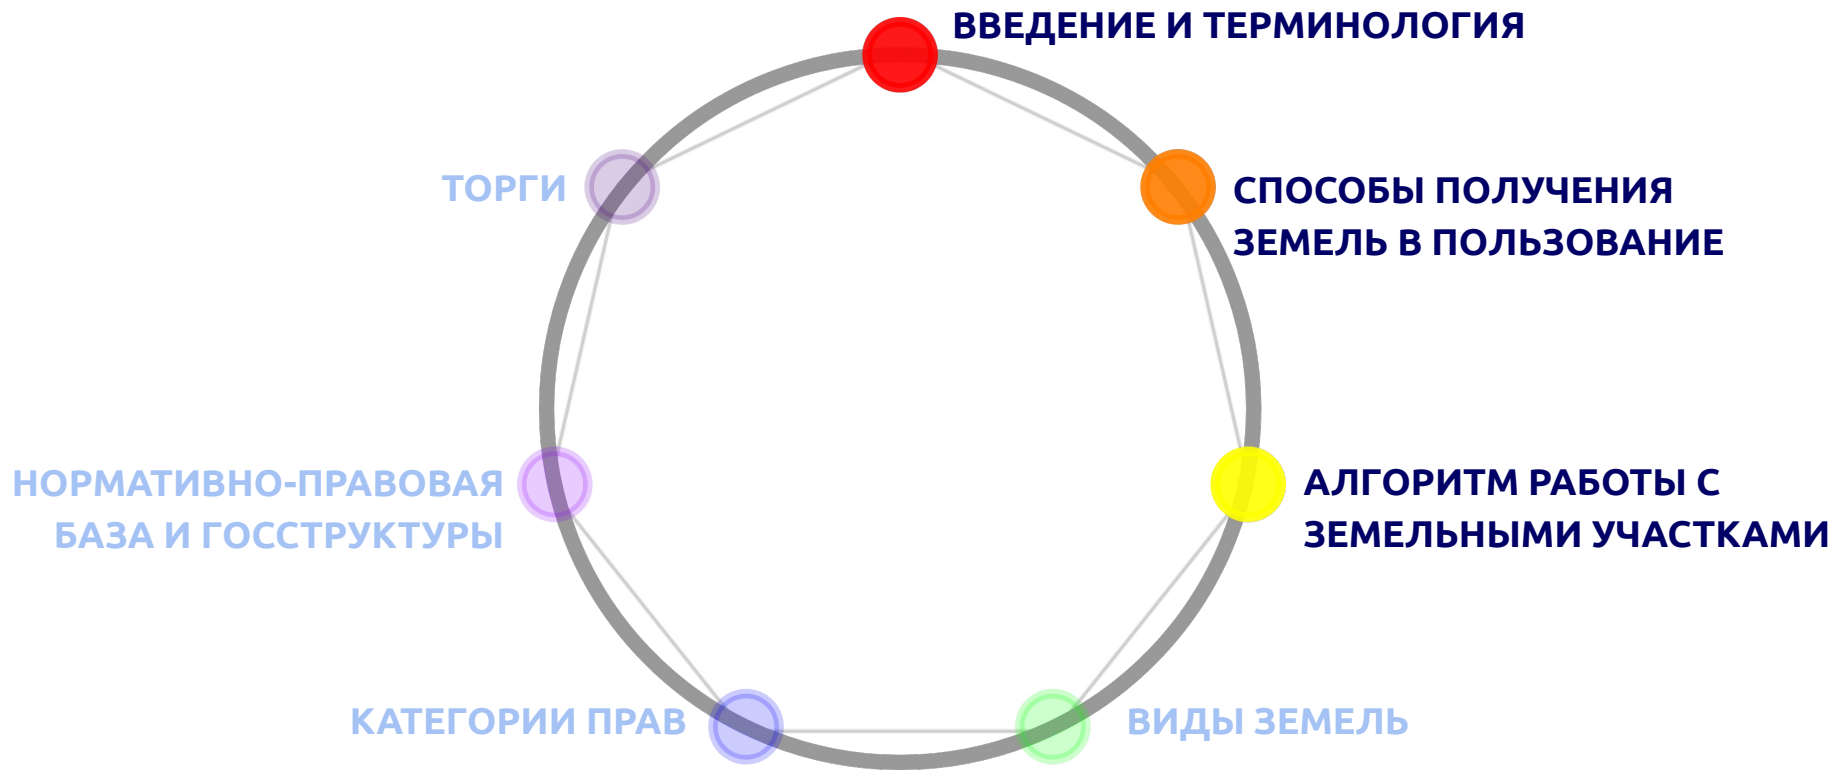 ВВЕДЕНИЕ И ТЕРМИНОЛОГИЯ
СПОСОБЫ ПОЛУЧЕНИЯ
ЗЕМЕЛЬ В ПОЛЬЗОВАНИЕ
АЛГОРИТМ РАБОТЫ С
ЗЕМЕЛЬНЫМИ УЧАСТКАМИ
ВИДЫ ЗЕМЕЛЬ
КАТЕГОРИИ ПРАВ
НОРМАТИВНО-ПРАВОВАЯ
БАЗА И ГОССТРУКТУРЫ
ТОРГИ